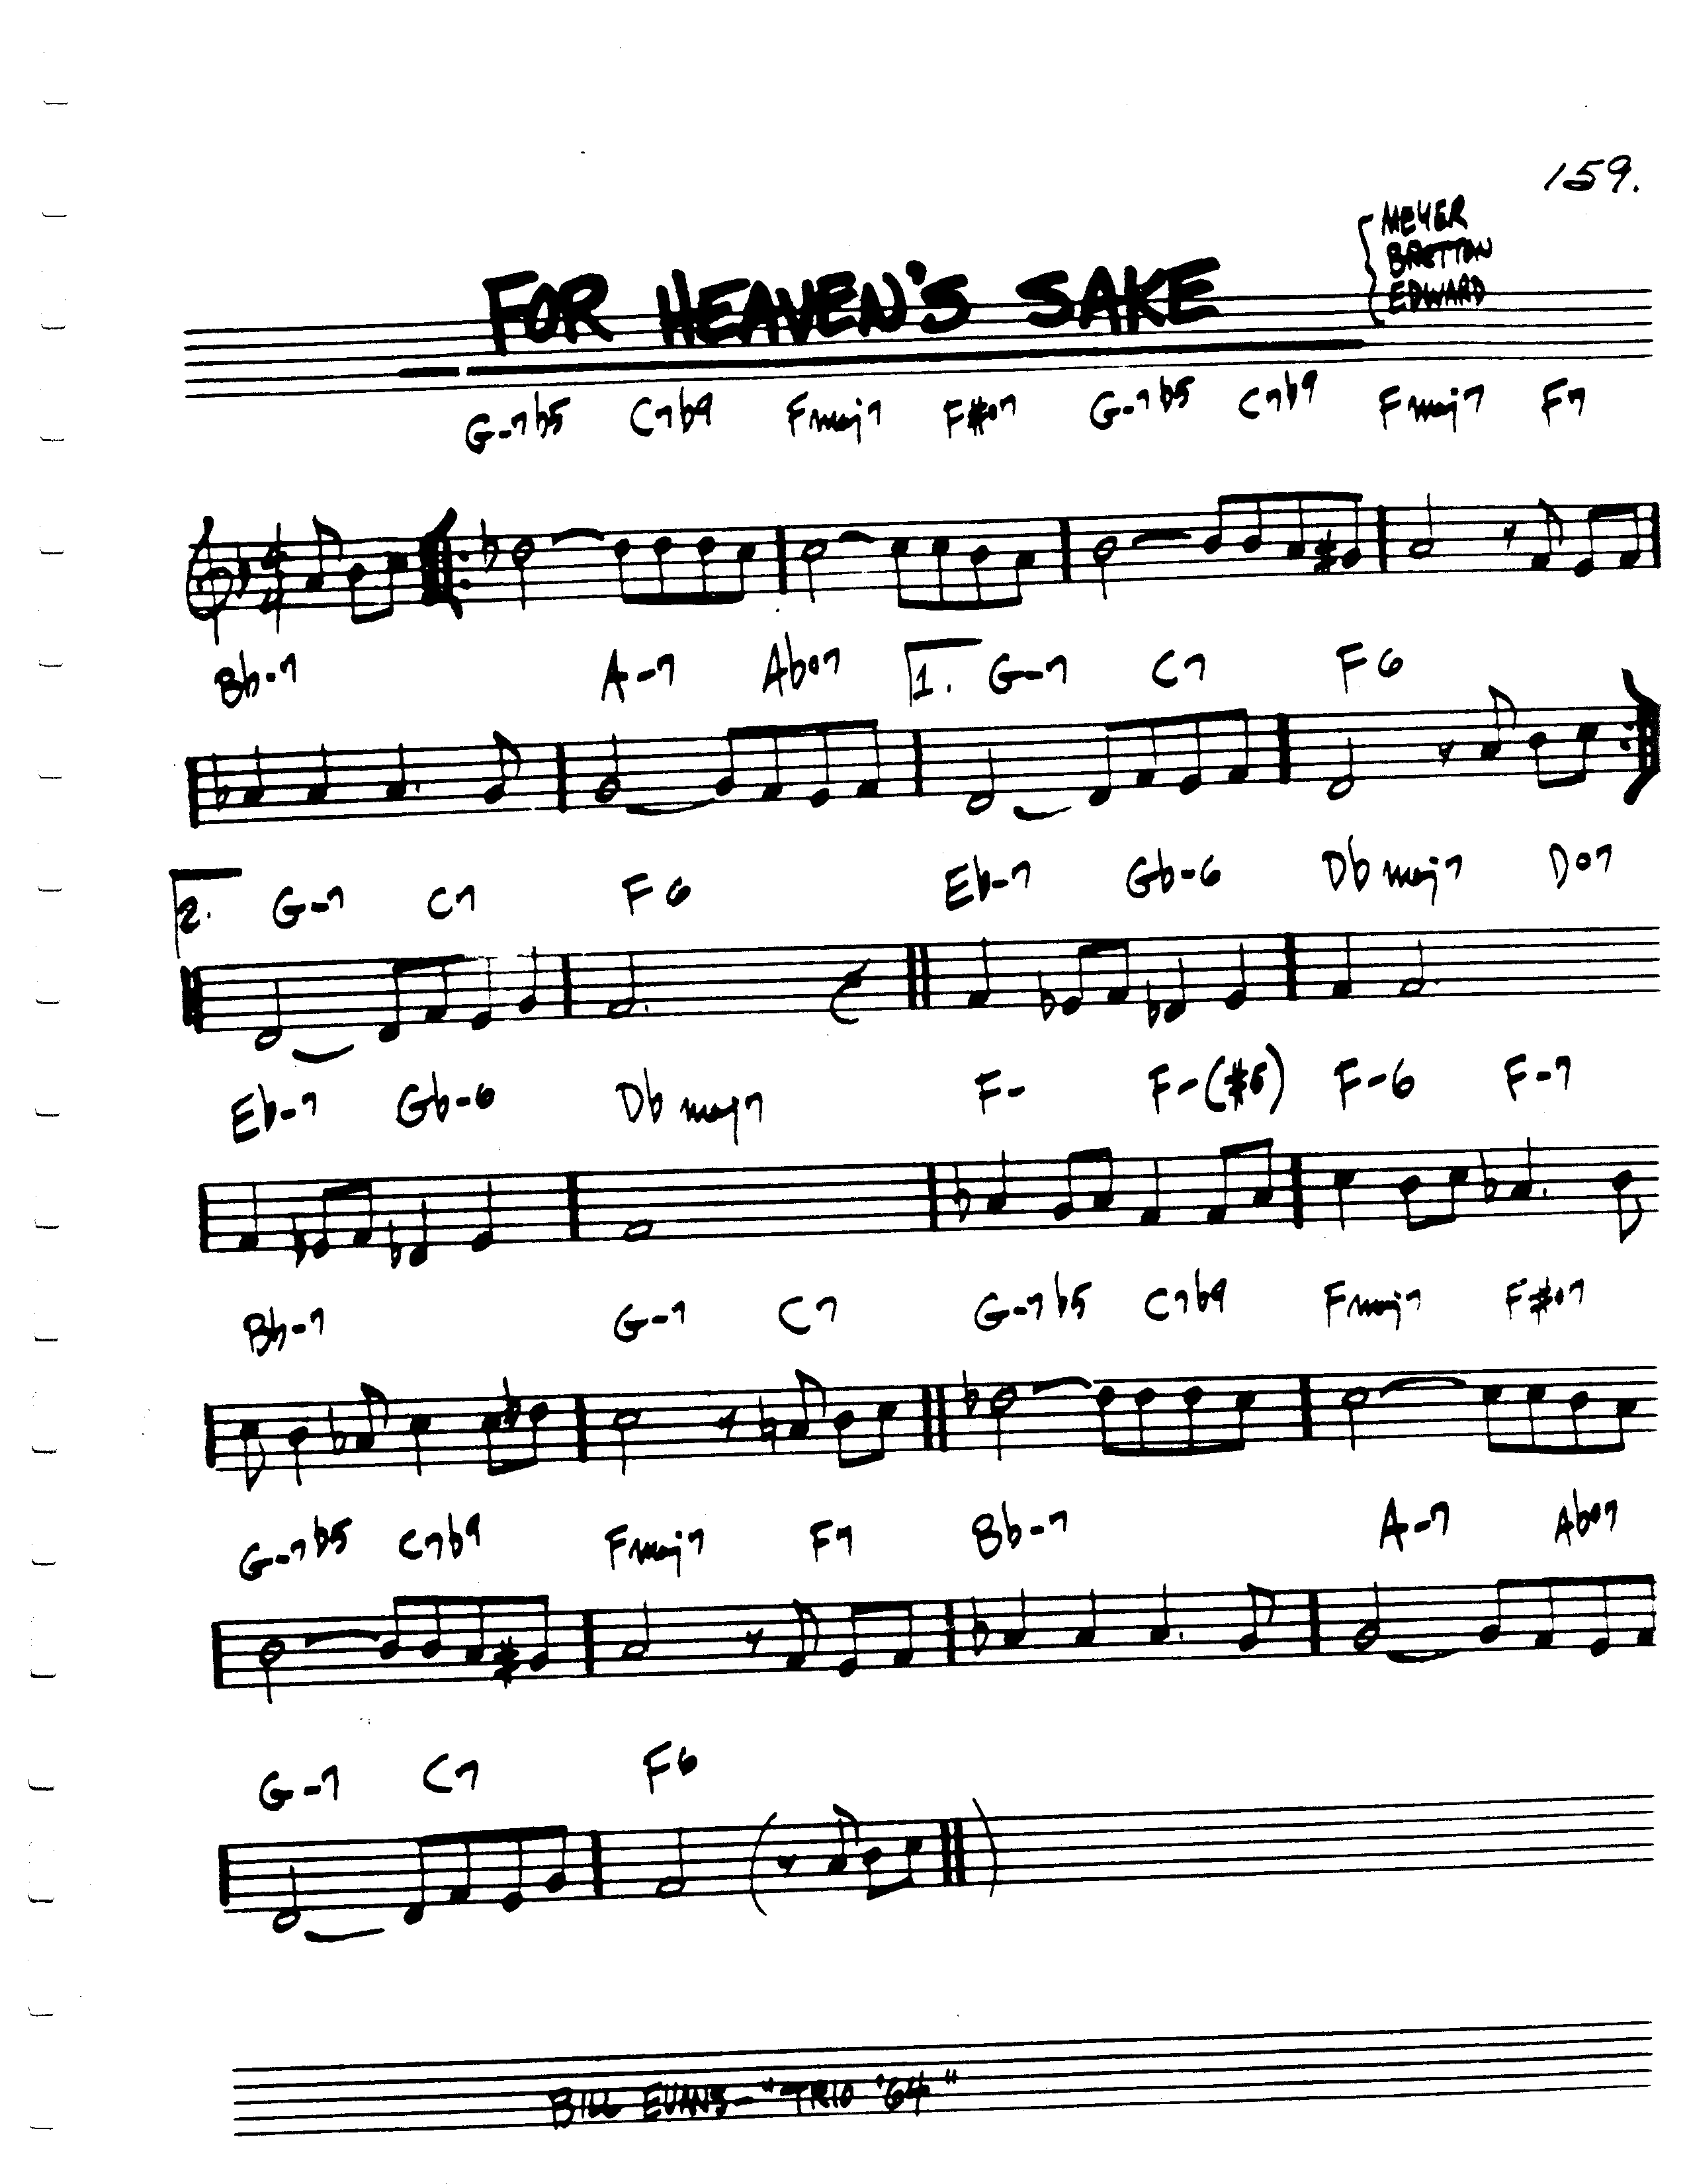 159.
MEYER
BRETTON
EDWARD
FOR HEAVEN'S SAKE
G-7b5 C7b9 Fmaj7 F#o7 G-7b5 C7b9 Fmaj7 F7
Bb-7 A-7 Abo7 1. G-7 C7 F6
2. G-7 C7 F6 Eb-7 Gb-6 Db maj7 Do7
Eb-7 Gb-6 Db maj7 F- F-(#5) F-6 F-7
Bb-7 G-7 C7 G-7b5 C7b9 Fmaj7 F#o7
G-7b5 C7b9 Fmaj7 F7 Bb-7 A-7 Abo7
G-7 C7 F6
BILL EVANS - "TRIO '64"